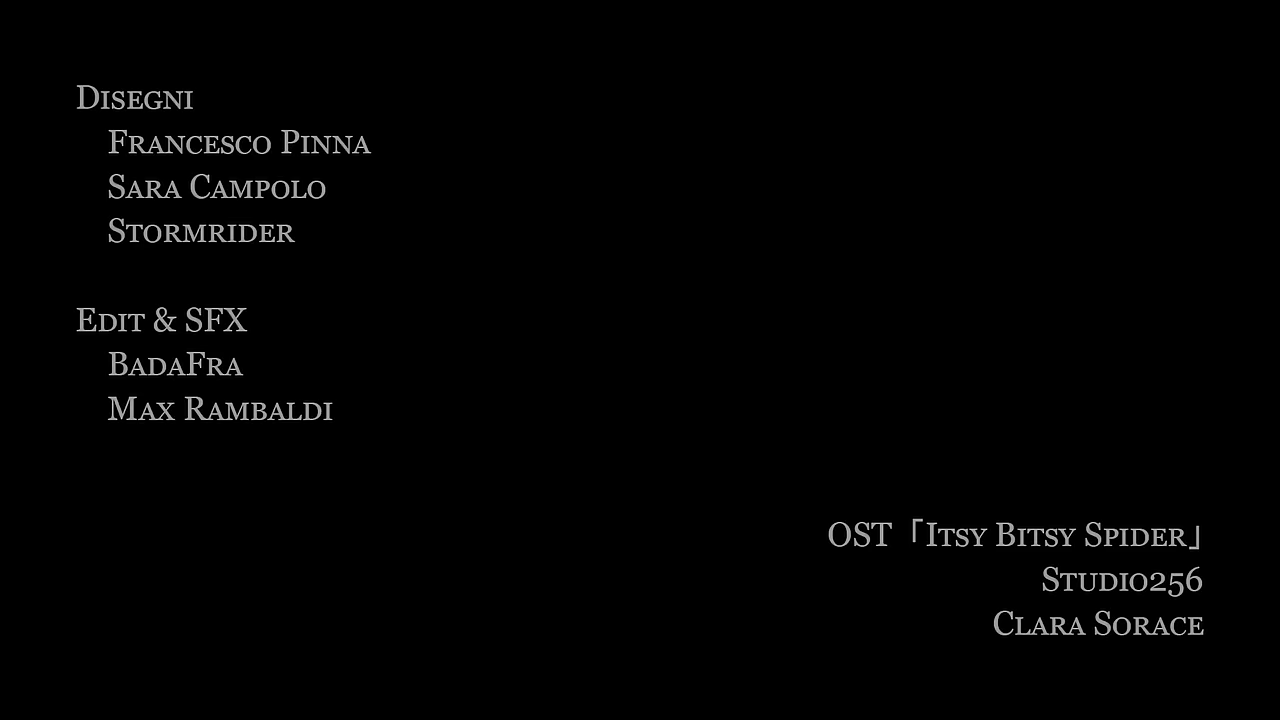 Disegni
Francesco Pinna
Sara Campolo
Stormrider
Edit & SFX
BadaFra
Max Rambaldi
OST「Itsy Bitsy Spider」
Studio256
Clara Sorace